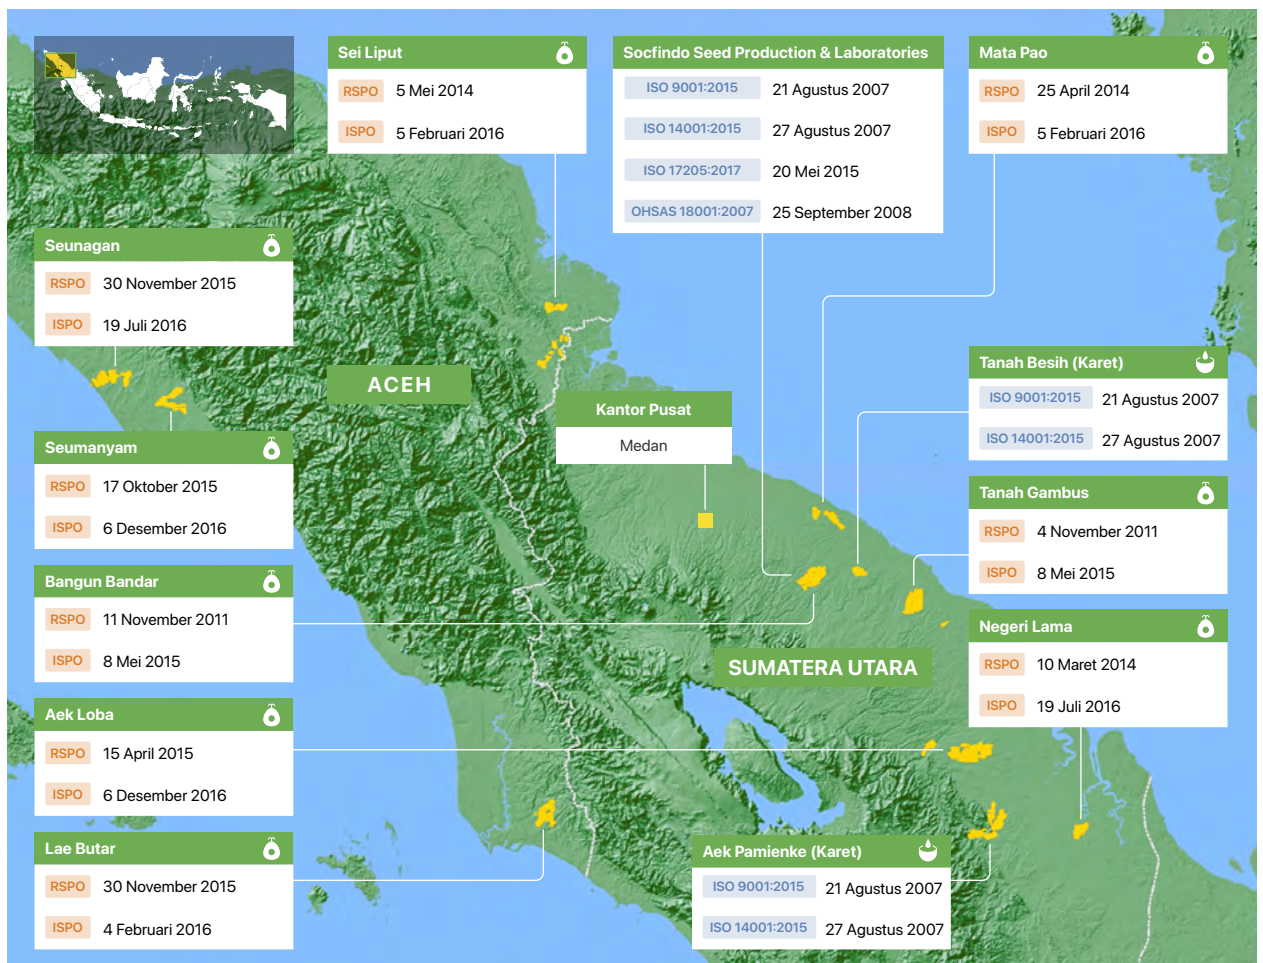 Sei Liput
RSPO 5 Mei 2014
ISPO 5 Februari 2016
Socfindo Seed Production & Laboratories
ISO 9001:2015 21 Agustus 2007
ISO 14001:2015 27 Agustus 2007
ISO 17205:2017 20 Mei 2015
OHSAS 18001:2007 25 September 2008
Mata Pao
RSPO 25 April 2014
ISPO 5 Februari 2016
Seunagan
RSPO 30 November 2015
ISPO 19 Juli 2016
ACEH
Kantor Pusat
Medan
Tanah Besih (Karet)
ISO 9001:2015 21 Agustus 2007
ISO 14001:2015 27 Agustus 2007
Seumanyam
RSPO 17 Oktober 2015
ISPO 6 Desember 2016
Tanah Gambus
RSPO 4 November 2011
ISPO 8 Mei 2015
Bangun Bandar
RSPO 11 November 2011
ISPO 8 Mei 2015
Negeri Lama
RSPO 10 Maret 2014
ISPO 19 Juli 2016
SUMATERA UTARA
Aek Loba
RSPO 15 April 2015
ISPO 6 Desember 2016
Lae Butar
RSPO 30 November 2015
ISPO 4 Februari 2016
Aek Pamienke (Karet)
ISO 9001:2015 21 Agustus 2007
ISO 14001:2015 27 Agustus 2007